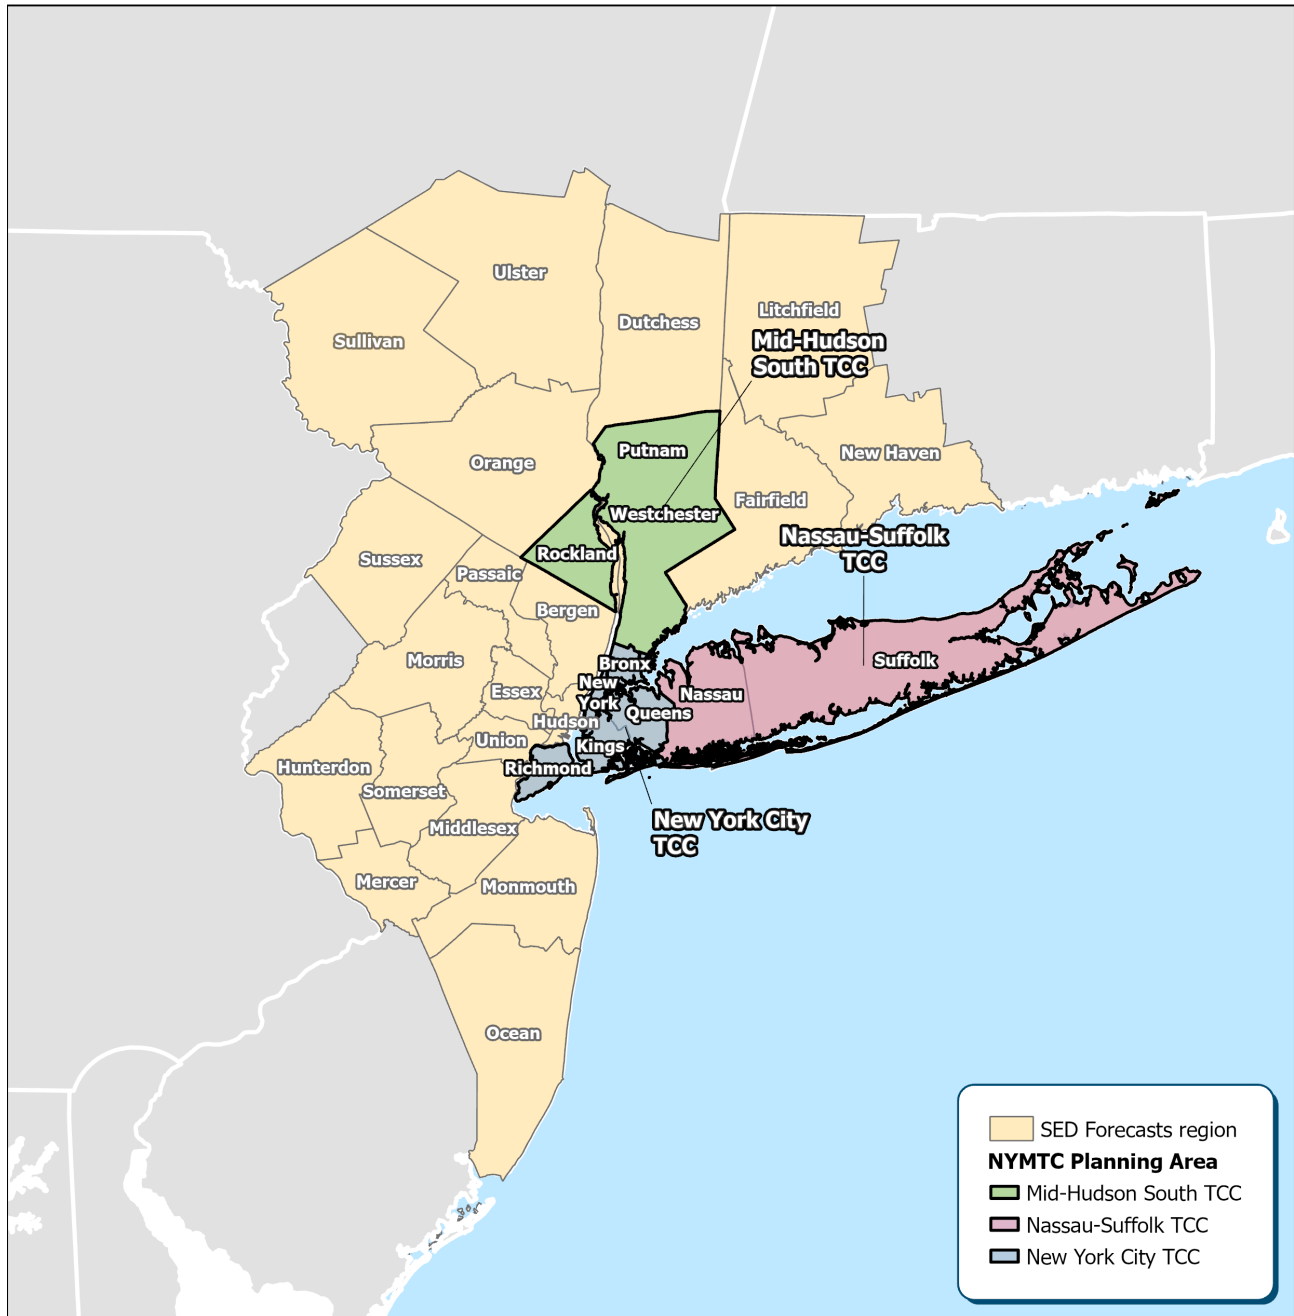 Ulster
Litchfield
Dutchess
Sullivan
Mid-Hudson
South TCC
Putnam
New Haven
Orange
Fairfield
Westchester
Nassau-Suffolk
TCC
Rockland
Sussex
Passaic
Bergen
Morris
Suffolk
Bronx
New
York
Essex
Nassau
Queens
Hudson
Union
Kings
Richmond
Hunterdon
Somerset
New York City
TCC
Middlesex
Mercer
Monmouth
Ocean
SED Forecasts region
NYMTC Planning Area
Mid-Hudson South TCC
Nassau-Suffolk TCC
New York City TCC